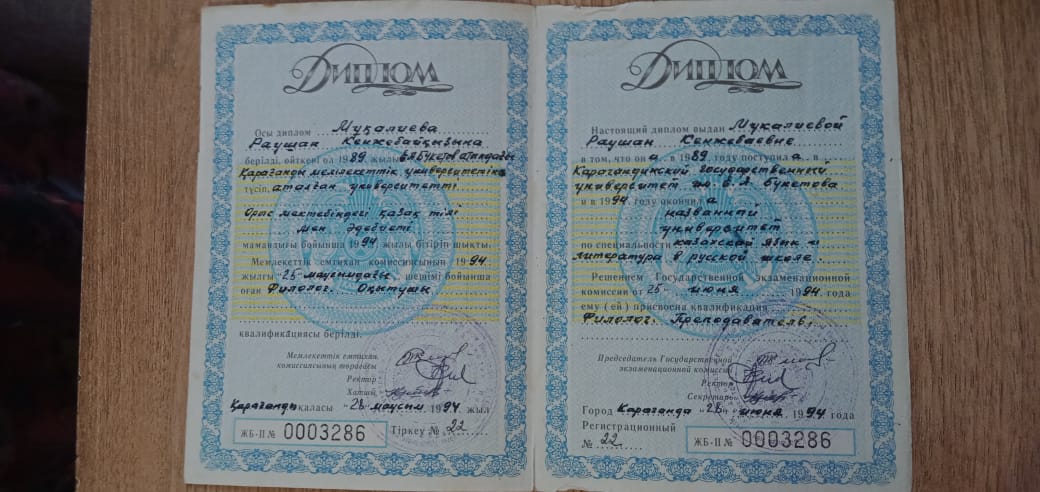 Диплом
Осы диплом Муқалиева
Раушан Кенжебайқызына
берілді, өйткені ол 1989 жылы Е.А.Бөкетов атындағы
Қарағанды мемлекеттік университетіне
түсіп, аталған университетті
Орыс мектебіндегі қазақ тілі
мен әдебиеті
мамандығы бойынша 1994 жылы бітіріп шықты.
Мемлекеттік емтихан комиссиясының 1994
жылғы 25 маусымдағы шешімі бойынша
оған Филолог. Оқытушы
квалификациясы берілді.
Мемлекеттік емтихан
комиссиясының төрағасы
Ректор
Хатшы
Қарағанды қаласы "28" маусым 1994 жыл
ЖБ-II № 0003286 Тіркеу № 22
Диплом
Настоящий диплом выдан Мукалиевой
Раушан Кенжебаевне
в том, что она в 1989 году поступила в
Карагандинский государственный
университет им. Е.А. Букетова
и в 1994 году окончила
названный
университет
по специальности казахский язык и
литература в русской школе.
Решением Государственной экзаменационной
комиссии от 25 июня 1994 года
ему ( ей ) присвоена квалификация
Филолог. Преподаватель.
Председатель Государственной
экзаменационной комиссии
Ректор
Секретарь
Город Караганда "28" июня 1994 года
Регистрационный
№ 22 ЖБ-II № 0003286